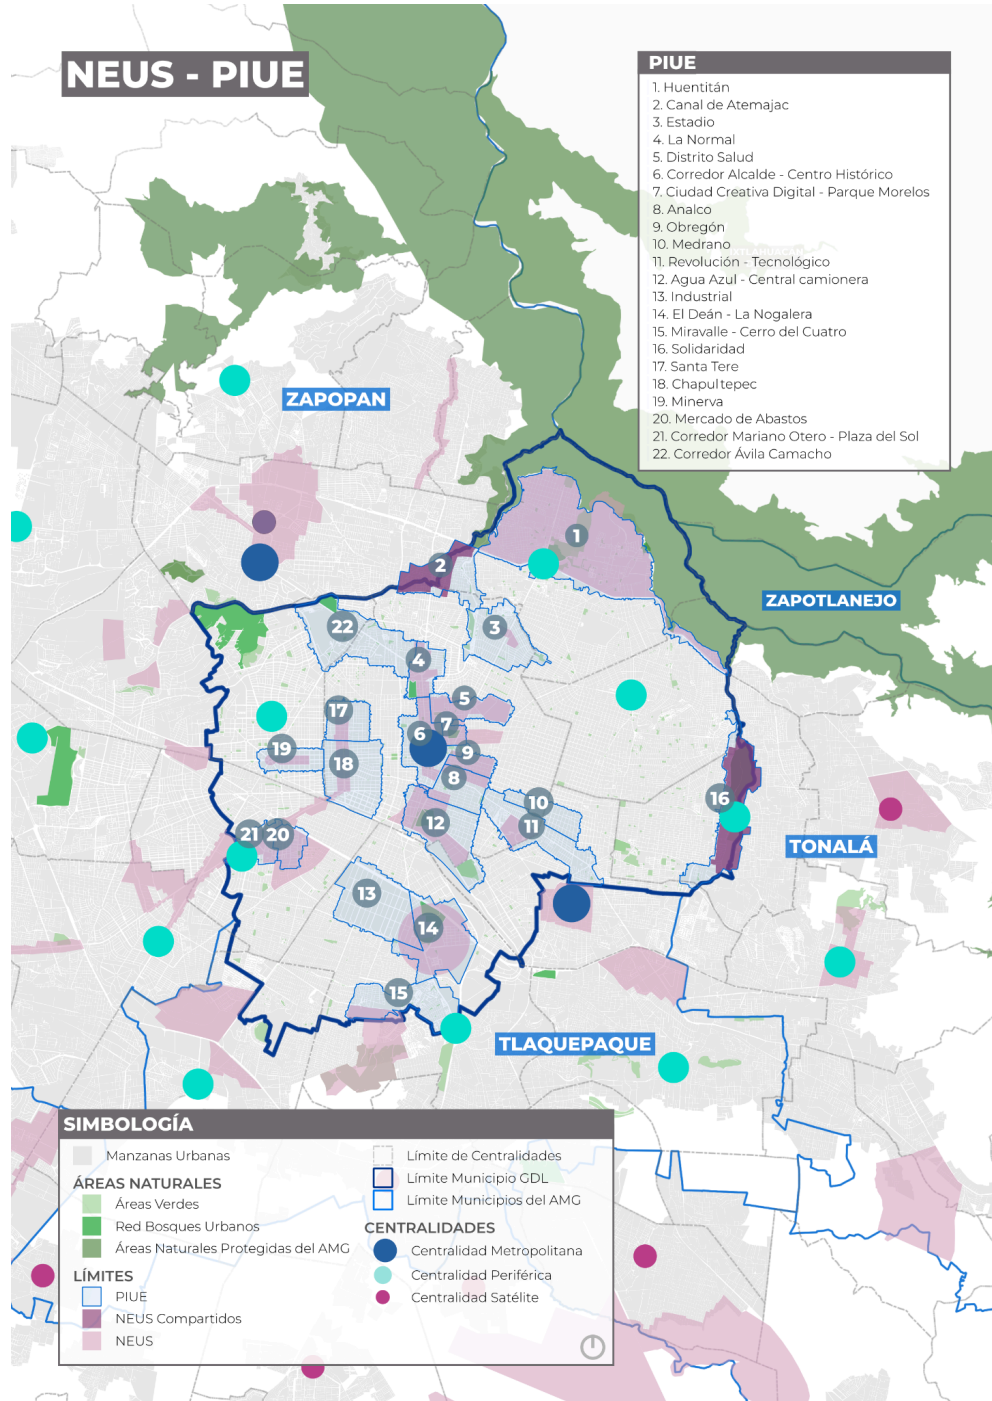 NEUS - PIUE
PIUE
1. Huentitán
2. Canal de Atemajac
3. Estadio
4. La Normal
5. Distrito Salud
6. Corredor Alcalde - Centro Histórico
7. Ciudad Creativa Digital - Parque Morelos
8. Analco
9. Obregón
10. Medrano
11. Revolución - Tecnológico
12. Agua Azul - Central camionera
13. Industrial
14. El Deán - La Nogalera
15. Miravalle - Cerro del Cuatro
16. Solidaridad
17. Santa Tere
18. Chapultepec
19. Minerva
20. Mercado de Abastos
21. Corredor Mariano Otero - Plaza del Sol
22. Corredor Ávila Camacho
ZAPOPAN
1
2
ZAPOTLANEJO
22
3
4
5
17
7
6
19
9
18
8
16
10
12
11
21
20
TONALÁ
13
14
15
TLAQUEPAQUE
SIMBOLOGÍA
Manzanas Urbanas
ÁREAS NATURALES
Áreas Verdes
Red Bosques Urbanos
Áreas Naturales Protegidas del AMG
LÍMITES
PIUE
NEUS Compartidos
NEUS
Límite de Centralidades
Límite Municipio GDL
Límite Municipios del AMG
CENTRALIDADES
Centralidad Metropolitana
Centralidad Periférica
Centralidad Satélite